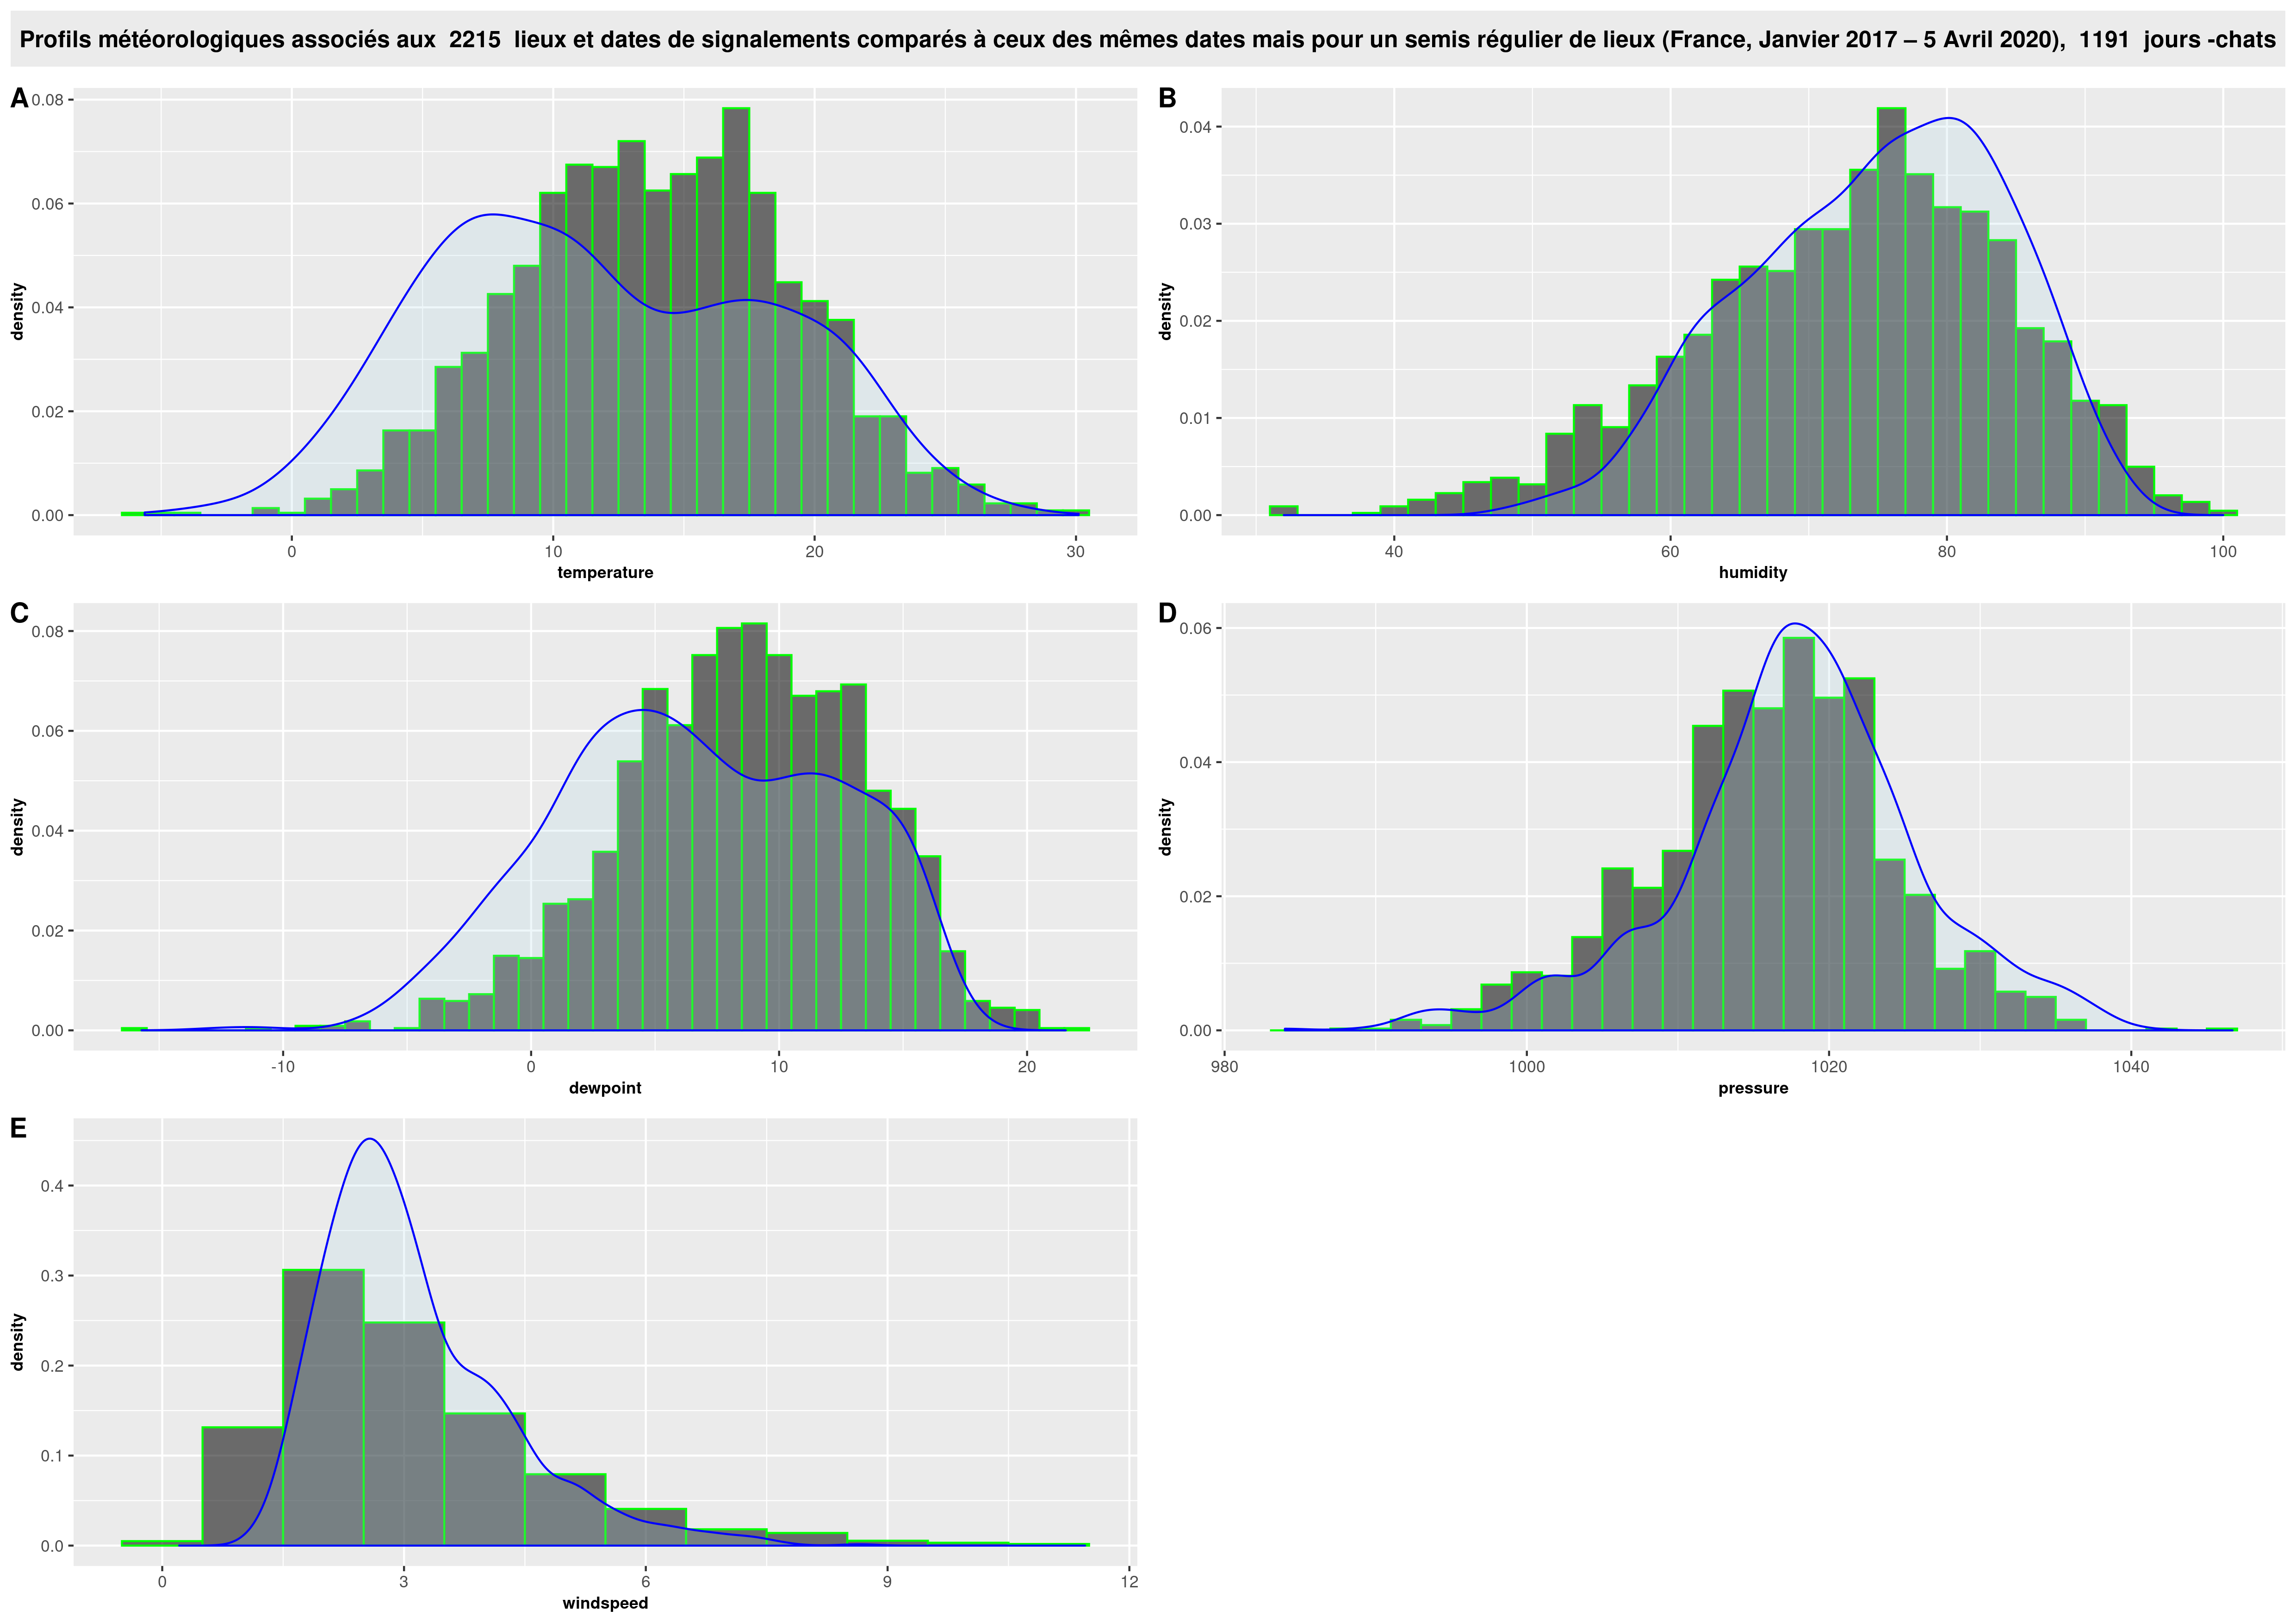 Profils météorologiques associés aux  2215  lieux et dates de signalements comparés à ceux des mêmes dates mais pour un semis régulier de lieux (France, Janvier 2017 – 5 Avril 2020),  1191  jours -chats
A
0.08
0.06
0.04
0.02
0.00
density
0 10 20 30
temperature
B
0.04
0.03
0.02
0.01
0.00
density
40 60 80 100
humidity
C
0.08
0.06
0.04
0.02
0.00
density
-10 0 10 20
dewpoint
D
0.06
0.04
0.02
0.00
density
980 1000 1020 1040
pressure
E
0.4
0.3
0.2
0.1
0.0
density
0 3 6 9 12
windspeed